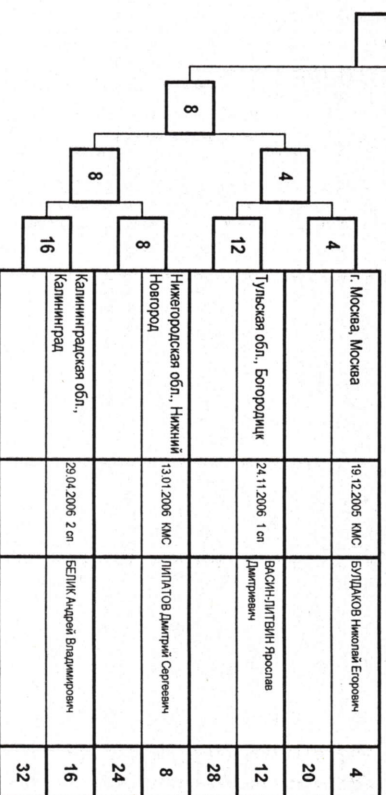 4
г. Москва, Москва
19.12.2005 КМС
БУЛДАКОВ Николай Егорович
4
20
4
12
Тульская обл., Богородицк
24.11.2006 1 сп
ВАСИН-ЛИТВИН Ярослав
Дмитриевич
12
28
8
8
Нижегородская обл., Нижний
Новгород
13.01.2006 КМС
ЛИПАТОВ Дмитрий Сергеевич
8
24
8
16
Калининградская обл.,
Калининград
29.04.2006 2 сп
БЕЛИК Андрей Владимирович
16
32